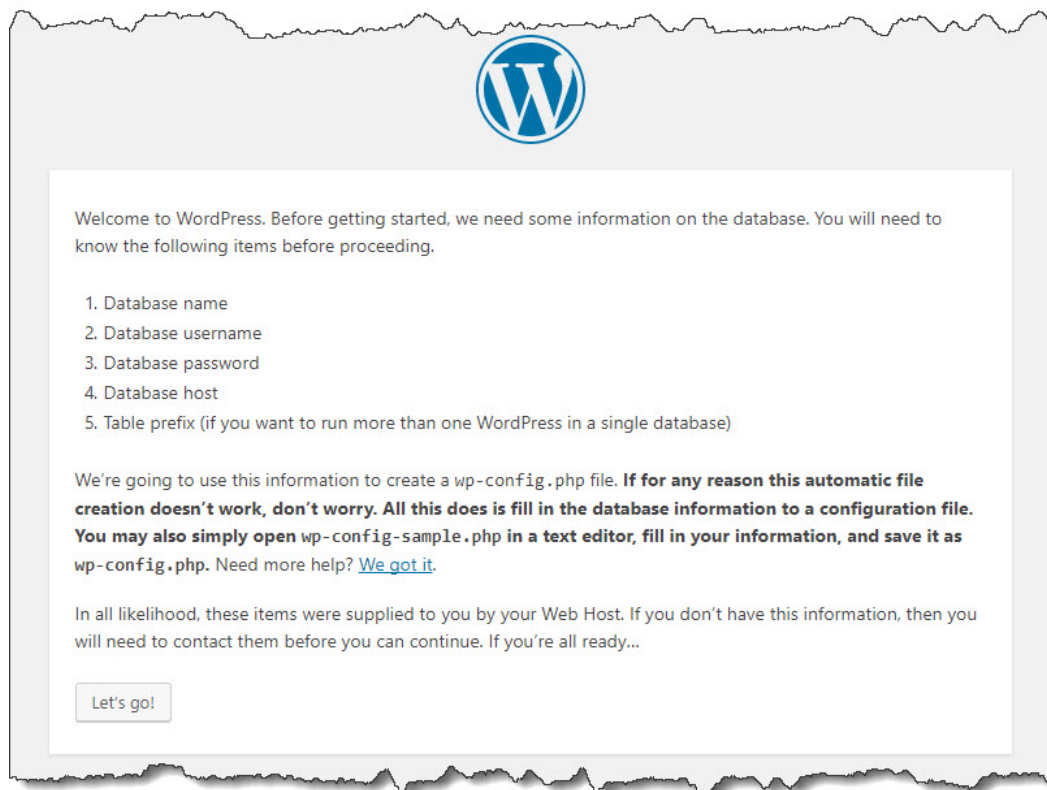 Welcome to WordPress. Before getting started, we need some information on the database. You will need to
know the following items before proceeding.
1. Database name
2. Database username
3. Database password
4. Database host
5. Table prefix (if you want to run more than one WordPress in a single database)
We’re going to use this information to create a wp-config.php file. If for any reason this automatic file
creation doesn’t work, don’t worry. All this does is fill in the database information to a configuration file.
You may also simply open wp-config-sample.php in a text editor, fill in your information, and save it as
wp-config.php. Need more help? We got it.
In all likelihood, these items were supplied to you by your Web Host. If you don’t have this information, then you
will need to contact them before you can continue. If you’re all ready…
Let’s go!